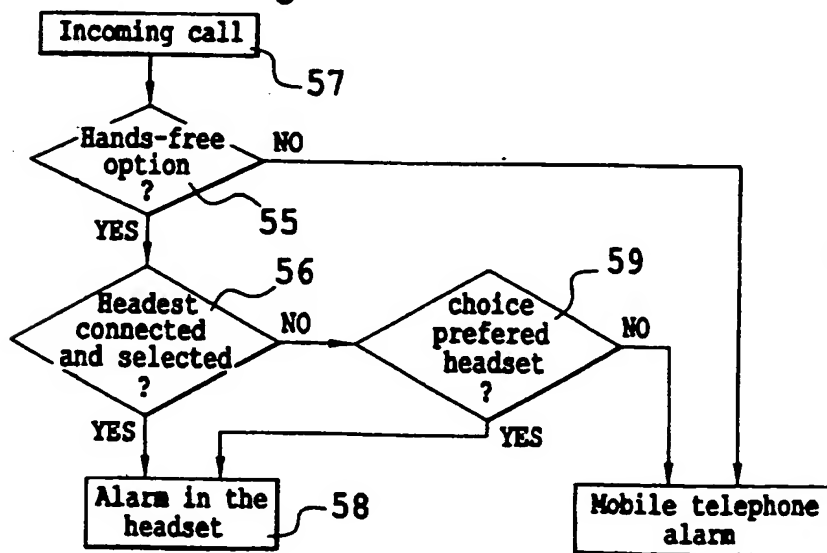 Incoming call
57
Hands-free
option
?
NO
55
YES
56
Headest
connected
and selected
?
NO
59
choice
prefered
headset
?
NO
YES
YES
Alarm in the
headset
58
Mobile telephone
alarm